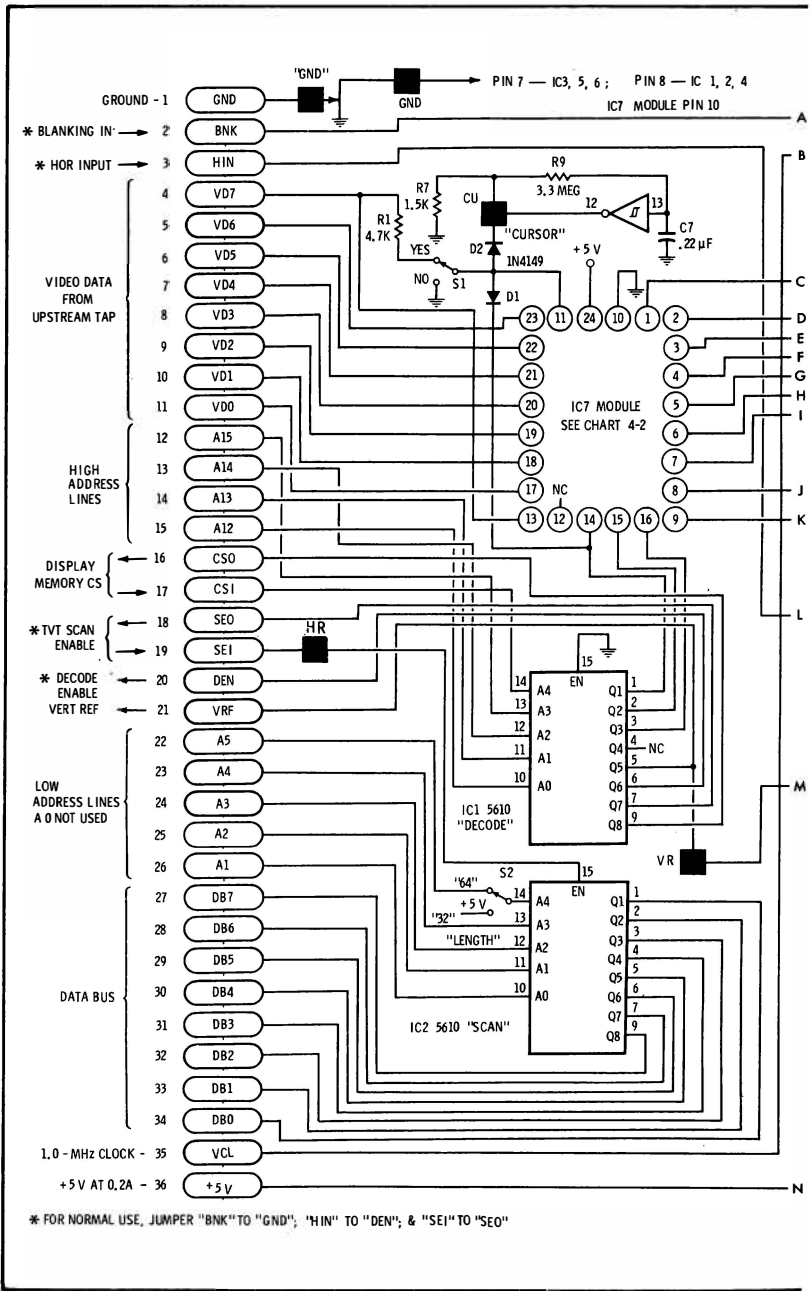 "GND"
PIN 7 — IC3, 5, 6; PIN 8 — IC 1, 2, 4
IC7 MODULE PIN 10
GND
GROUND - 1 GND
* BLANKING IN 2 BNK A
* HOR INPUT 3 HIN B
VIDEO DATA
FROM
UPSTREAM TAP
4 VD7
5 VD6
6 VD5
7 VD4
8 VD3
9 VD2
10 VD1
11 VD0
R1
4.7K
R7
1.5K
R9
3.3 MEG
CU
"CURSOR"
12 13
C7
.22 µF
D2
1N4149
D1
YES
NO
S1
+5 V
23 11 24 10 1 2
22 3
21 4
20 5
19 6
18 7
17 8
13 12 14 15 16 9
NC
IC7 MODULE
SEE CHART 4-2
C
D
E
F
G
H
I
J
K
L
HIGH
ADDRESS
LINES
12 A15
13 A14
14 A13
15 A12
DISPLAY
MEMORY CS
16 CSO
17 CSI
*TVT SCAN
ENABLE
18 SEO
19 SEI
HR
* DECODE
ENABLE
20 DEN
VERT REF
21 VRF
15
EN
14 A4
13 A3
12 A2
11 A1
10 A0
Q1 1
Q2 2
Q3 3
Q4 4 NC
Q5 5
Q6 6
Q7 7
Q8 9
IC1 5610
"DECODE"
VR
M
LOW
ADDRESS LINES
A 0 NOT USED
22 A5
23 A4
24 A3
25 A2
26 A1
S2
"64"
+5 V
"32"
"LENGTH"
15
EN
14 A4
13 A3
12 A2
11 A1
10 A0
Q1 1
Q2 2
Q3 3
Q4 4
Q5 5
Q6 6
Q7 7
Q8 9
IC2 5610 "SCAN"
DATA BUS
27 DB7
28 DB6
29 DB5
30 DB4
31 DB3
32 DB2
33 DB1
34 DB0
1.0 - MHz CLOCK - 35 VCL
+5 V AT 0.2A - 36 +5V N
* FOR NORMAL USE, JUMPER "BNK" TO "GND"; "HIN" TO "DEN"; & "SEI" TO "SEO"